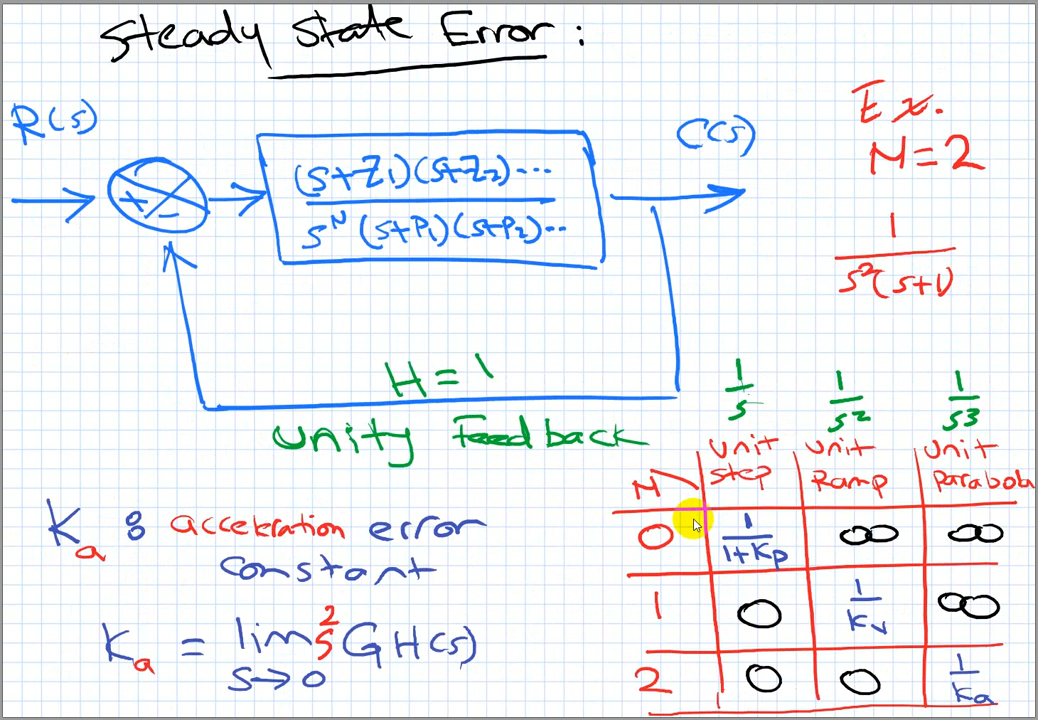 Steady State Error :
R(s)
+
−
(s+Z1)(s+Z2)...
s^N (s+P1)(s+P2)...
C(s)
Ex.
N=2
1
s²(s+1)
H = 1
Unity Feedback
1/s 1/s² 1/s³
N Unit Step Unit Ramp Unit Parabola
0 1/(1+Kp) ∞ ∞
1 0 1/Kv ∞
2 0 0 1/Ka
Ka : acceleration error
constant
Ka = lim s² GH(s)
s→0